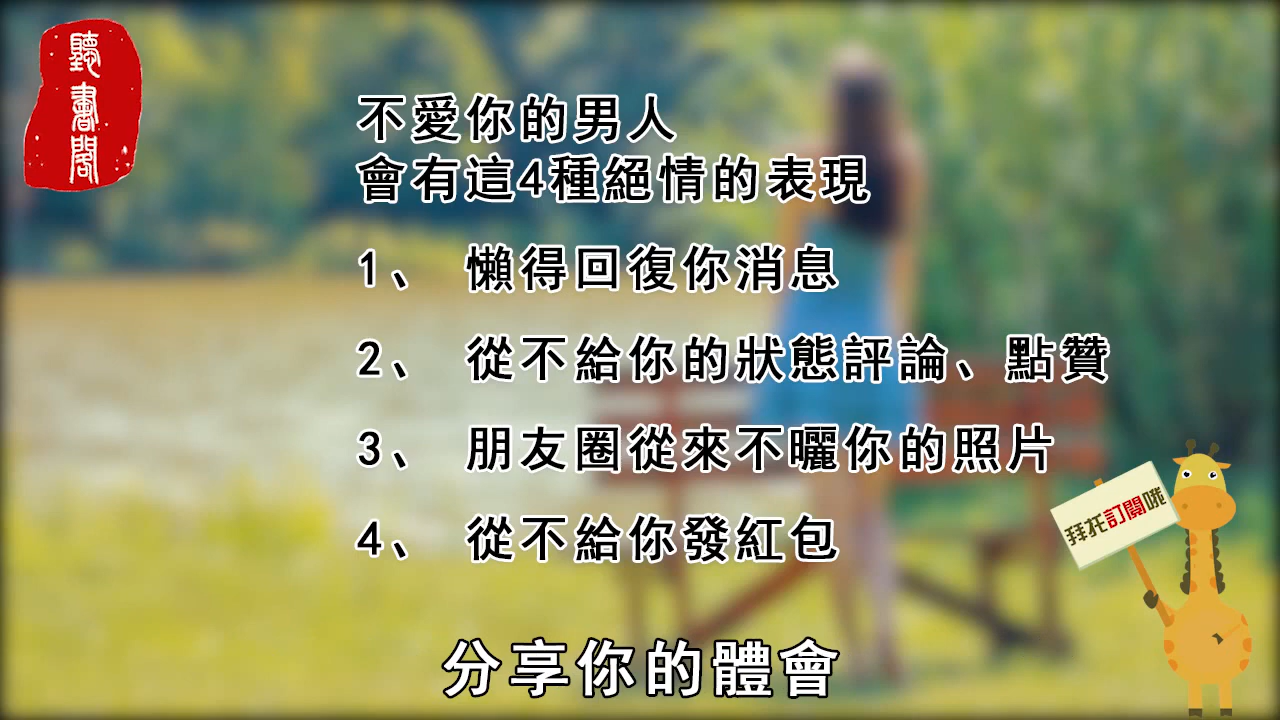 聽書閣
不愛你的男人
會有這4種絕情的表現
1、 懶得回復你消息
2、 從不給你的狀態評論、點贊
3、 朋友圈從來不曬你的照片
4、 從不給你發紅包
拜托訂閱哦
分享你的體會